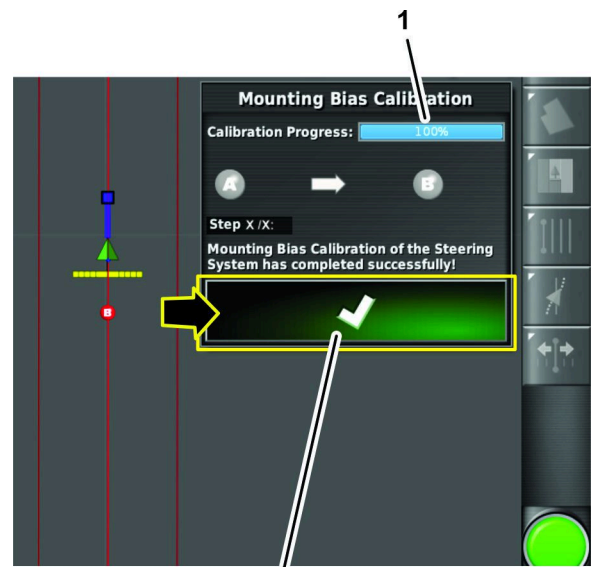 1
Mounting Bias Calibration
Calibration Progress: 100%
A B
Step X /X:
Mounting Bias Calibration of the Steering
System has completed successfully!
B